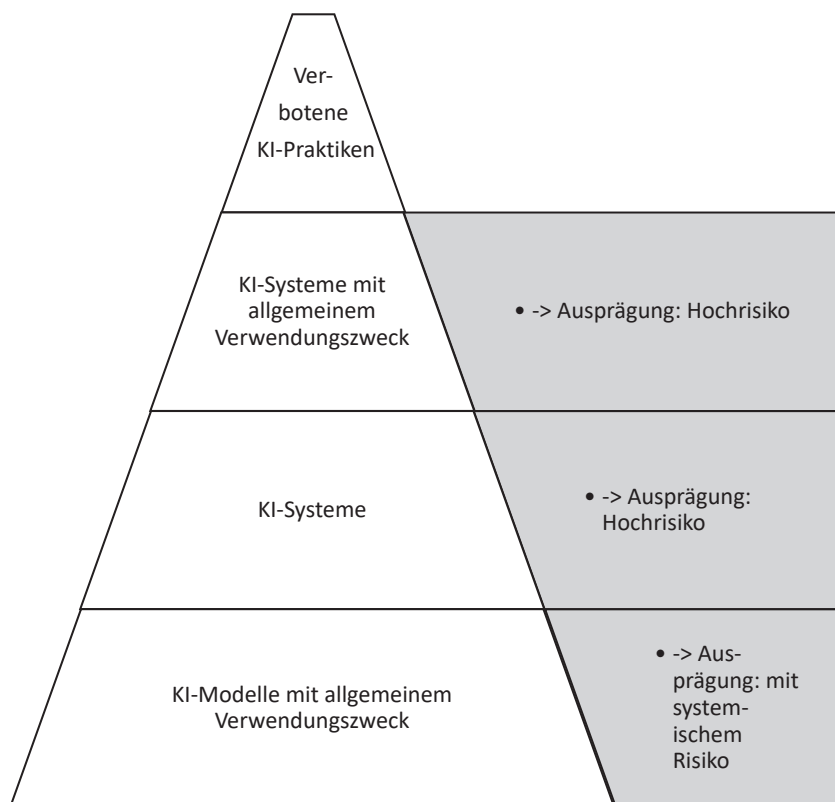 Ver-
botene
KI-Praktiken
KI-Systeme mit
allgemeinem
Verwendungszweck
• -> Ausprägung: Hochrisiko
KI-Systeme
• -> Ausprägung:
Hochrisiko
KI-Modelle mit allgemeinem
Verwendungszweck
• -> Aus-
prägung: mit
system-
ischem
Risiko